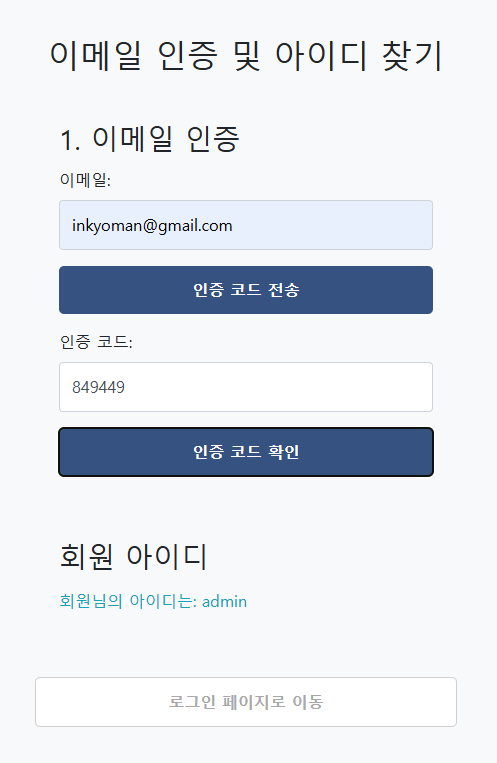 이메일 인증 및 아이디 찾기
1. 이메일 인증
이메일:
inkyoman@gmail.com
인증 코드 전송
인증 코드:
849449
인증 코드 확인
회원 아이디
회원님의 아이디는: admin
로그인 페이지로 이동